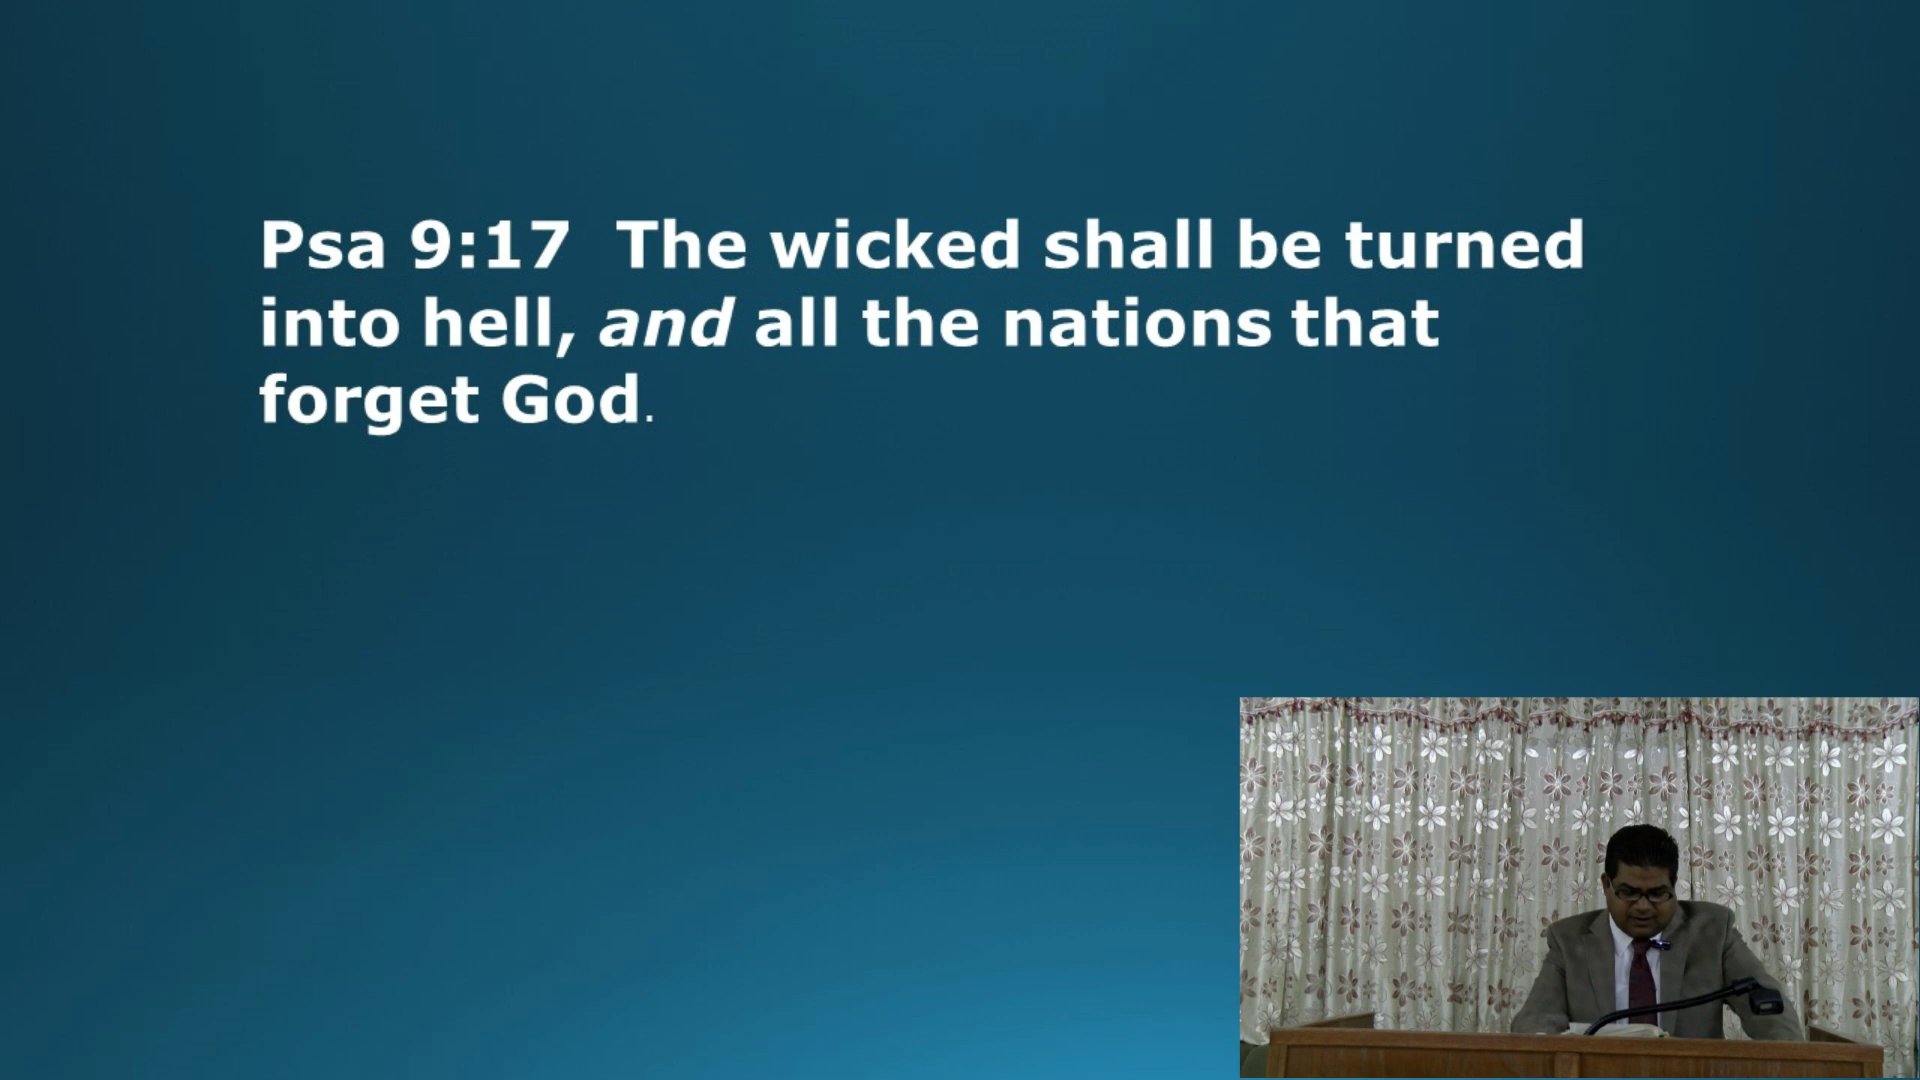 Psa 9:17  The wicked shall be turned
into hell, and all the nations that
forget God.